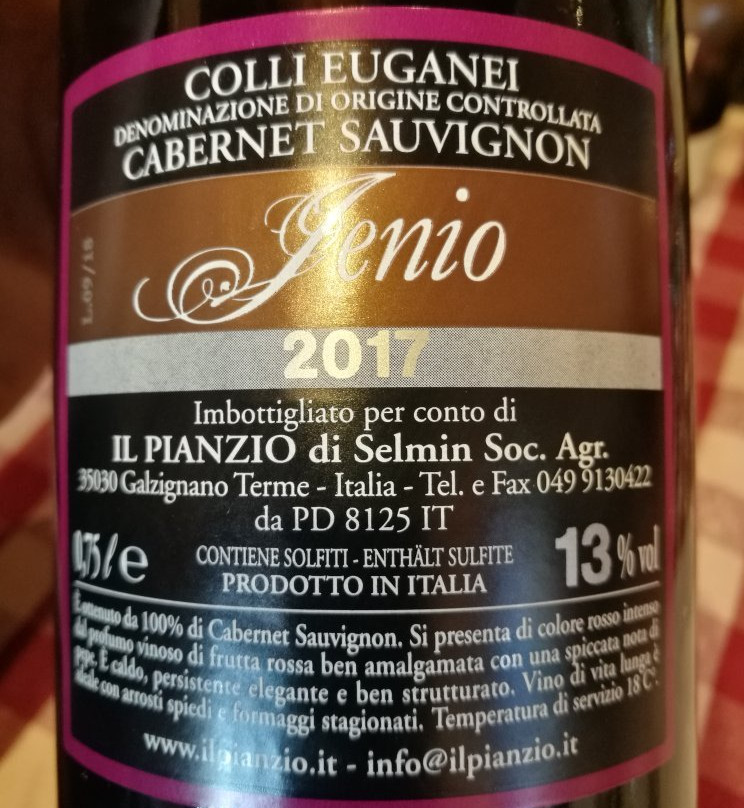 COLLI EUGANEI
DENOMINAZIONE DI ORIGINE CONTROLLATA
CABERNET SAUVIGNON
Jenio
L.09/18
2017
Imbottigliato per conto di
IL PIANZIO di Selmin Soc. Agr.
35030 Galzignano Terme - Italia - Tel. e Fax 049 9130422
da PD 8125 IT
0,75 l e
CONTIENE SOLFITI - ENTHÄLT SULFITE
PRODOTTO IN ITALIA
13 % vol
È ottenuto da 100% di Cabernet Sauvignon. Si presenta di colore rosso intenso
dal profumo vinoso di frutta rossa ben amalgamata con una spiccata nota di
pepe. È caldo, persistente elegante e ben strutturato. Vino di vita lunga è
ideale con arrosti spiedi e formaggi stagionati. Temperatura di servizio 18 C°.
www.ilpianzio.it - info@ilpianzio.it